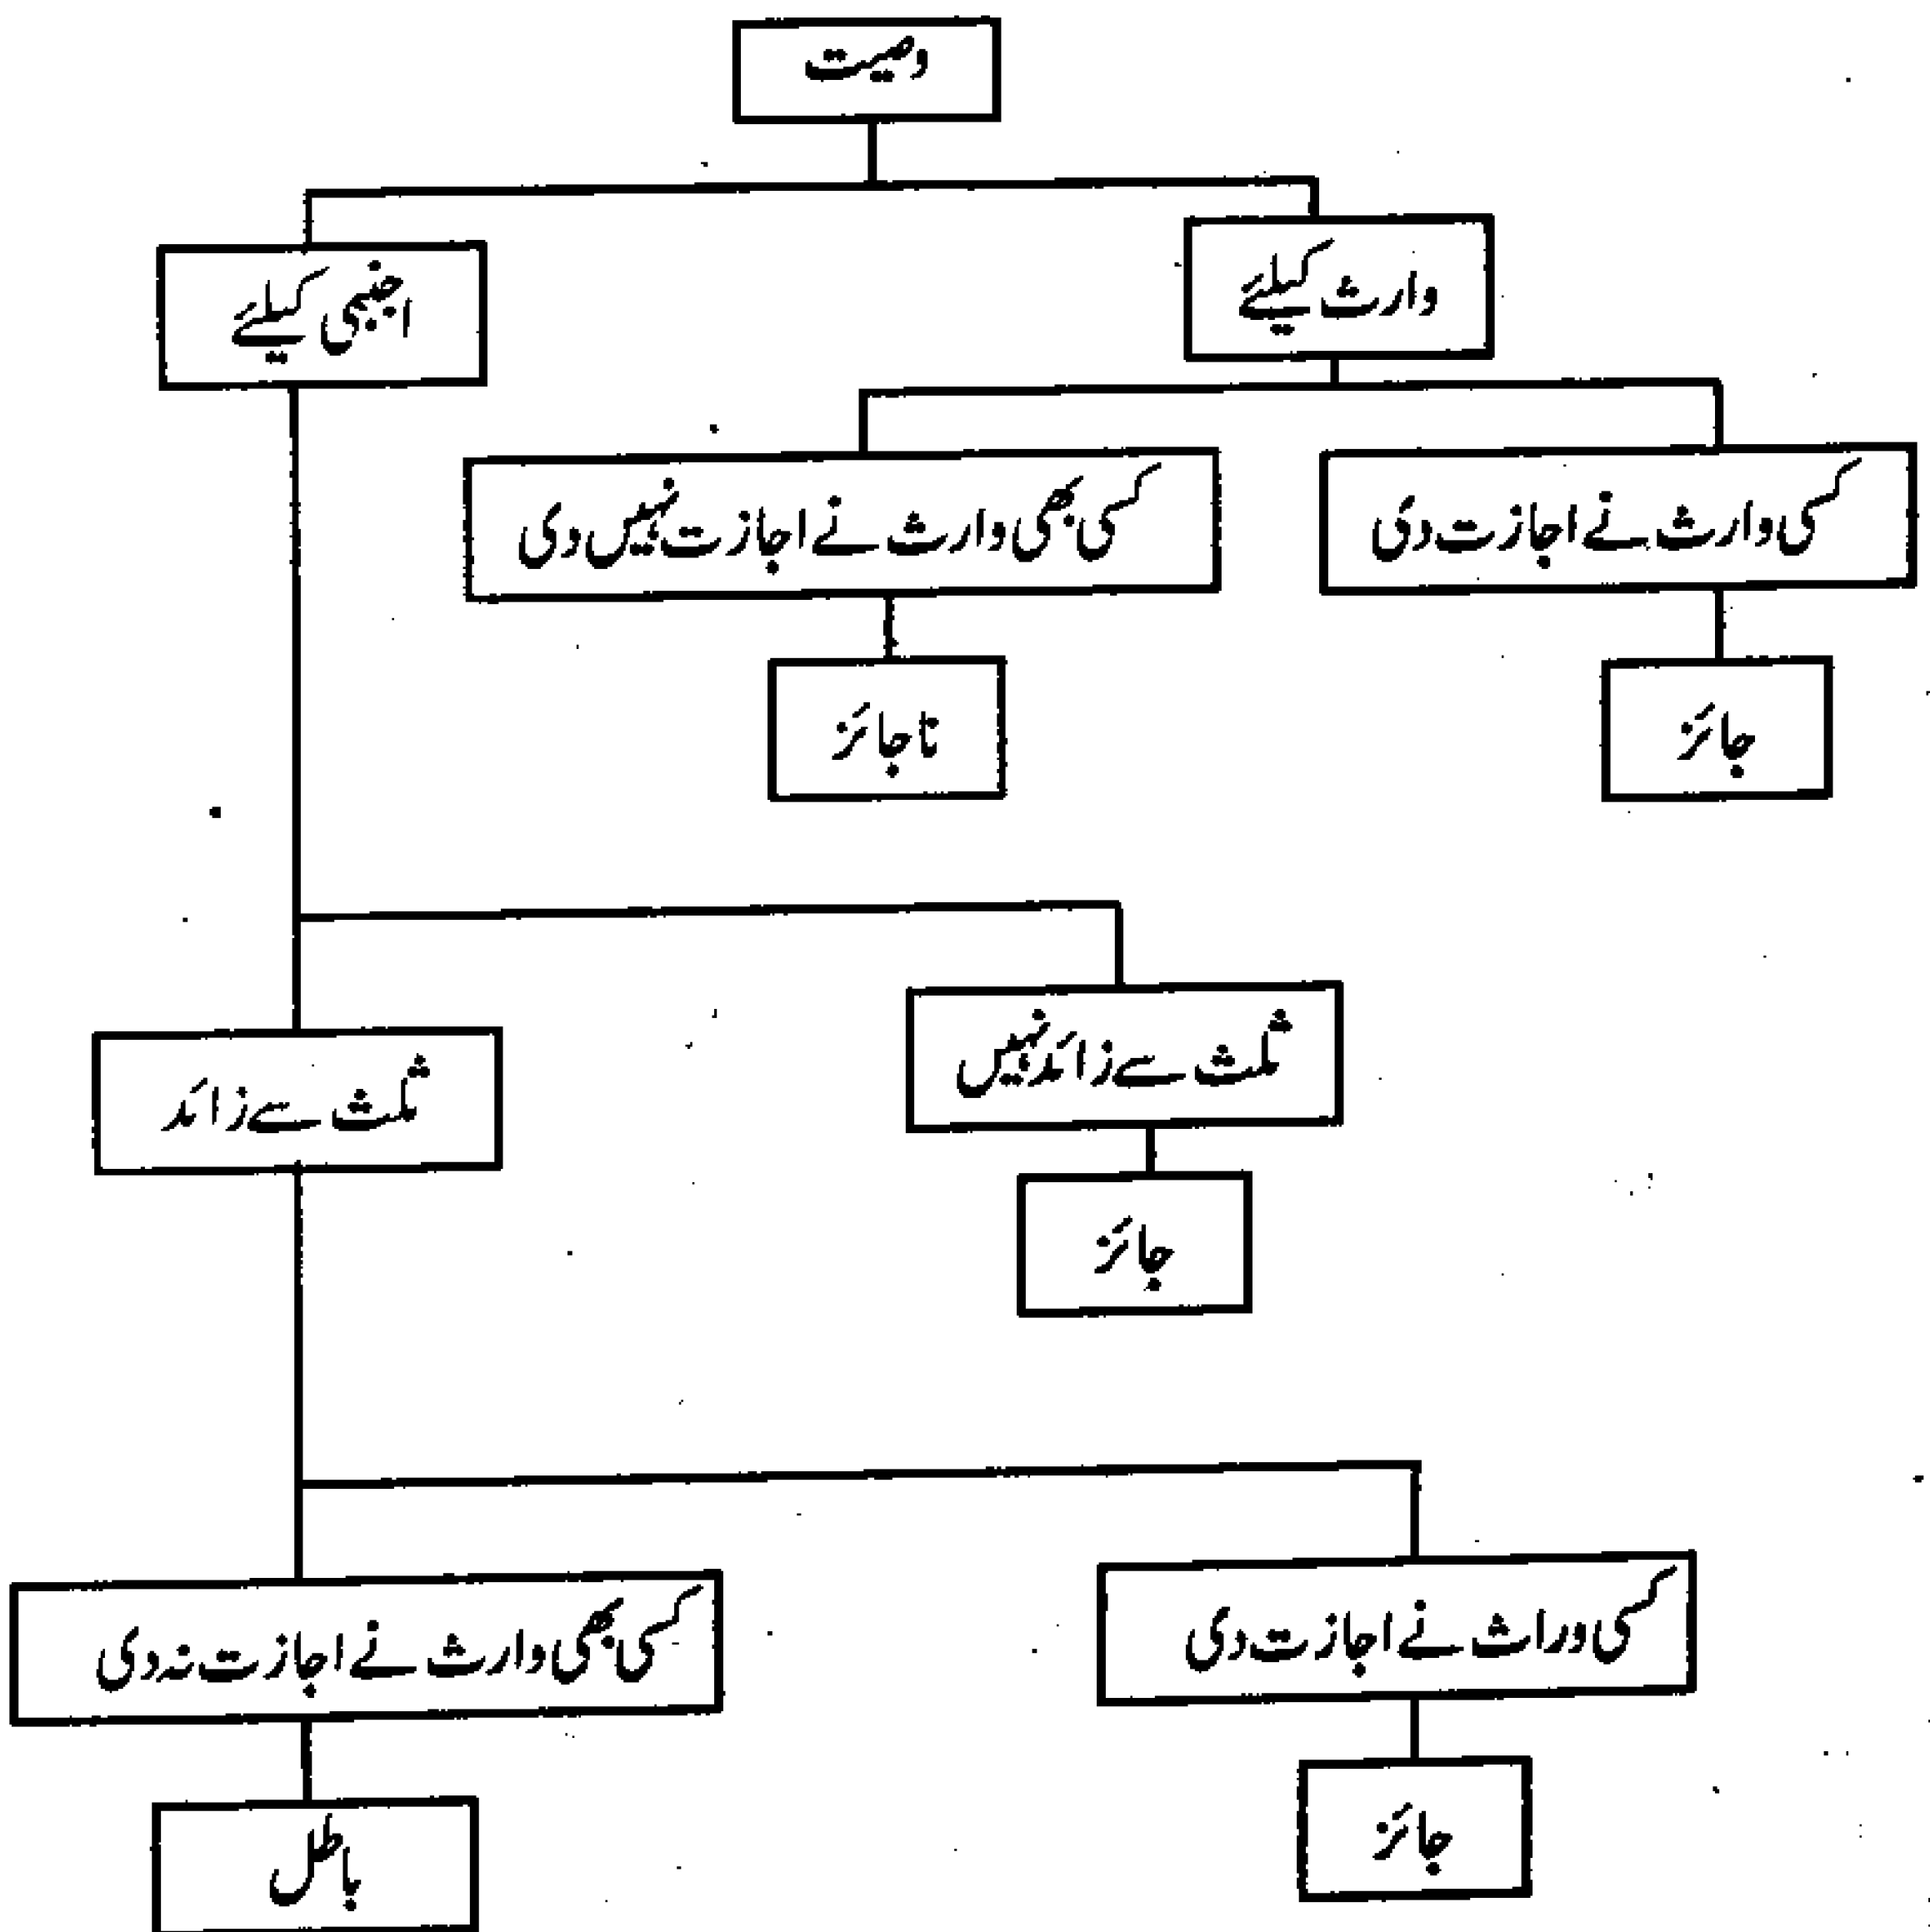 وصیت
وارث کیلئے
اجنبی کیلئے
کسی وارث نے اجازت دی
کسی بھی وارث نے اجازت نہیں دی
جائز
ناجائز
ثلث سے زائد نہیں
ثلث سے زائد
جائز
کسی وراث نے اجازت دی
کسی بھی وارث نے اجازت نہ دی
جائز
باطل